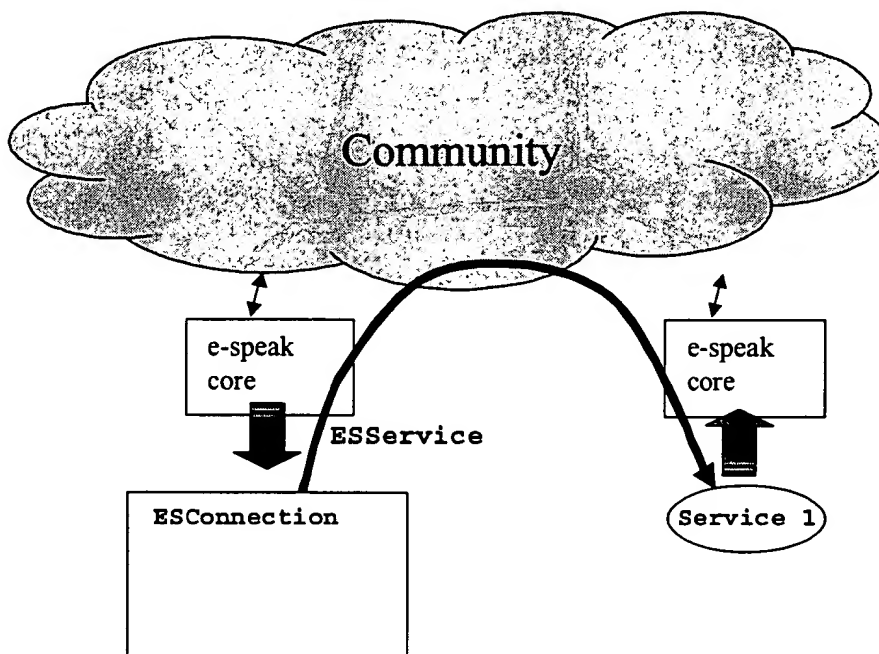 Community
e-speak
core
e-speak
core
ESService
ESConnection
Service 1